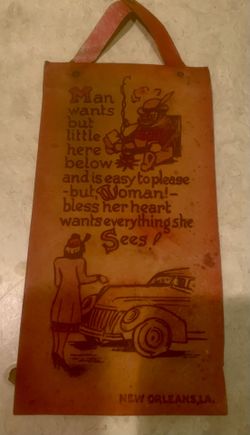 Man
wants
but
little
here
below
and is easy to please
-but Woman!-
bless her heart
wants everything she
Sees!
NEW ORLEANS, LA.